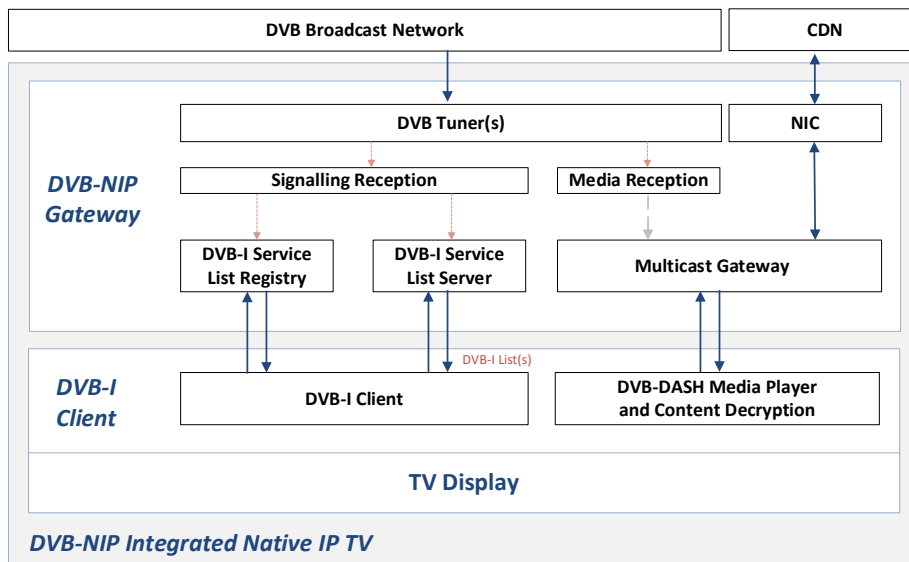 DVB Broadcast Network
CDN
DVB Tuner(s)
NIC
DVB-NIP
Gateway
Signalling Reception
Media Reception
DVB-I Service
List Registry
DVB-I Service
List Server
Multicast Gateway
DVB-I List(s)
DVB-I
Client
DVB-I Client
DVB-DASH Media Player
and Content Decryption
TV Display
DVB-NIP Integrated Native IP TV